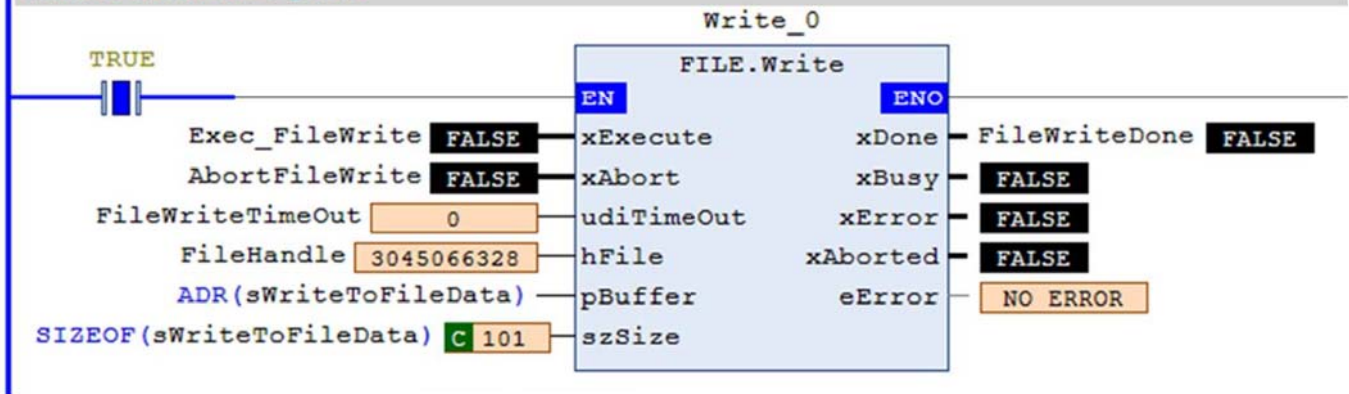 Write_0
TRUE
FILE.Write
EN ENO
Exec_FileWrite FALSE xExecute xDone FileWriteDone FALSE
AbortFileWrite FALSE xAbort xBusy FALSE
FileWriteTimeOut 0 udiTimeOut xError FALSE
FileHandle 3045066328 hFile xAborted FALSE
ADR(sWriteToFileData) pBuffer eError NO ERROR
SIZEOF(sWriteToFileData) C 101 szSize